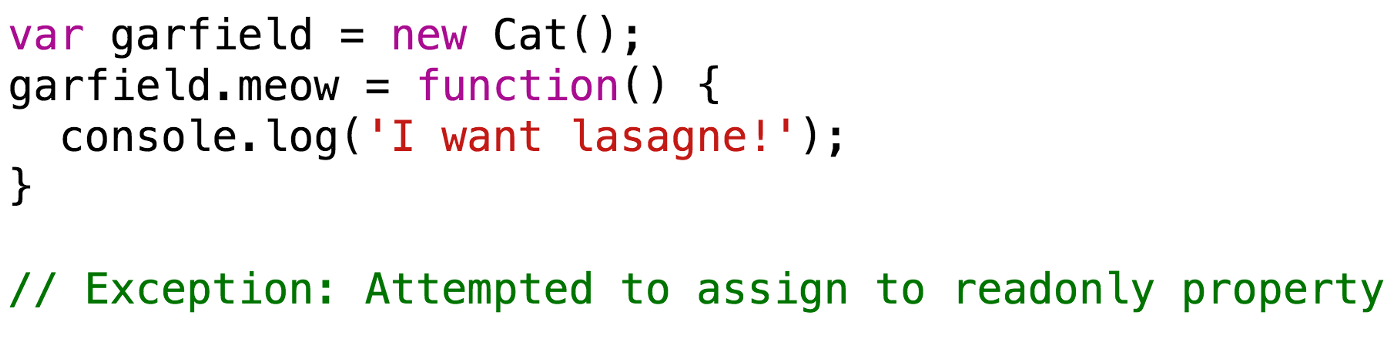 var garfield = new Cat();
garfield.meow = function() {
  console.log('I want lasagne!');
}
// Exception: Attempted to assign to readonly property